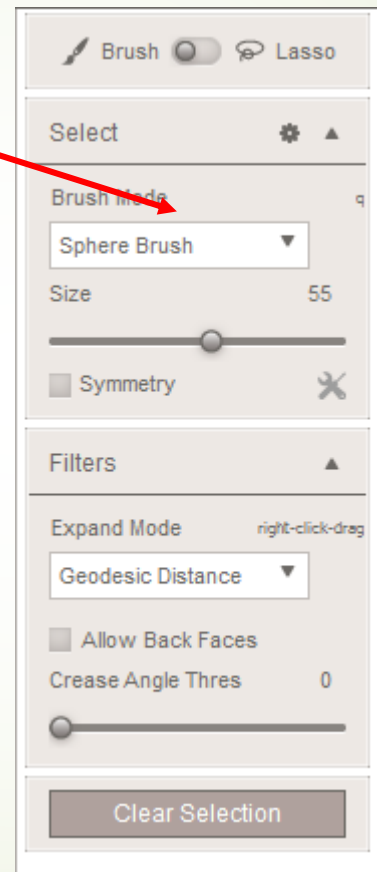 Brush Lasso
Select
Brush Mode q
Sphere Brush
Size 55
Symmetry
Filters
Expand Mode right-click-drag
Geodesic Distance
Allow Back Faces
Crease Angle Thres 0
Clear Selection